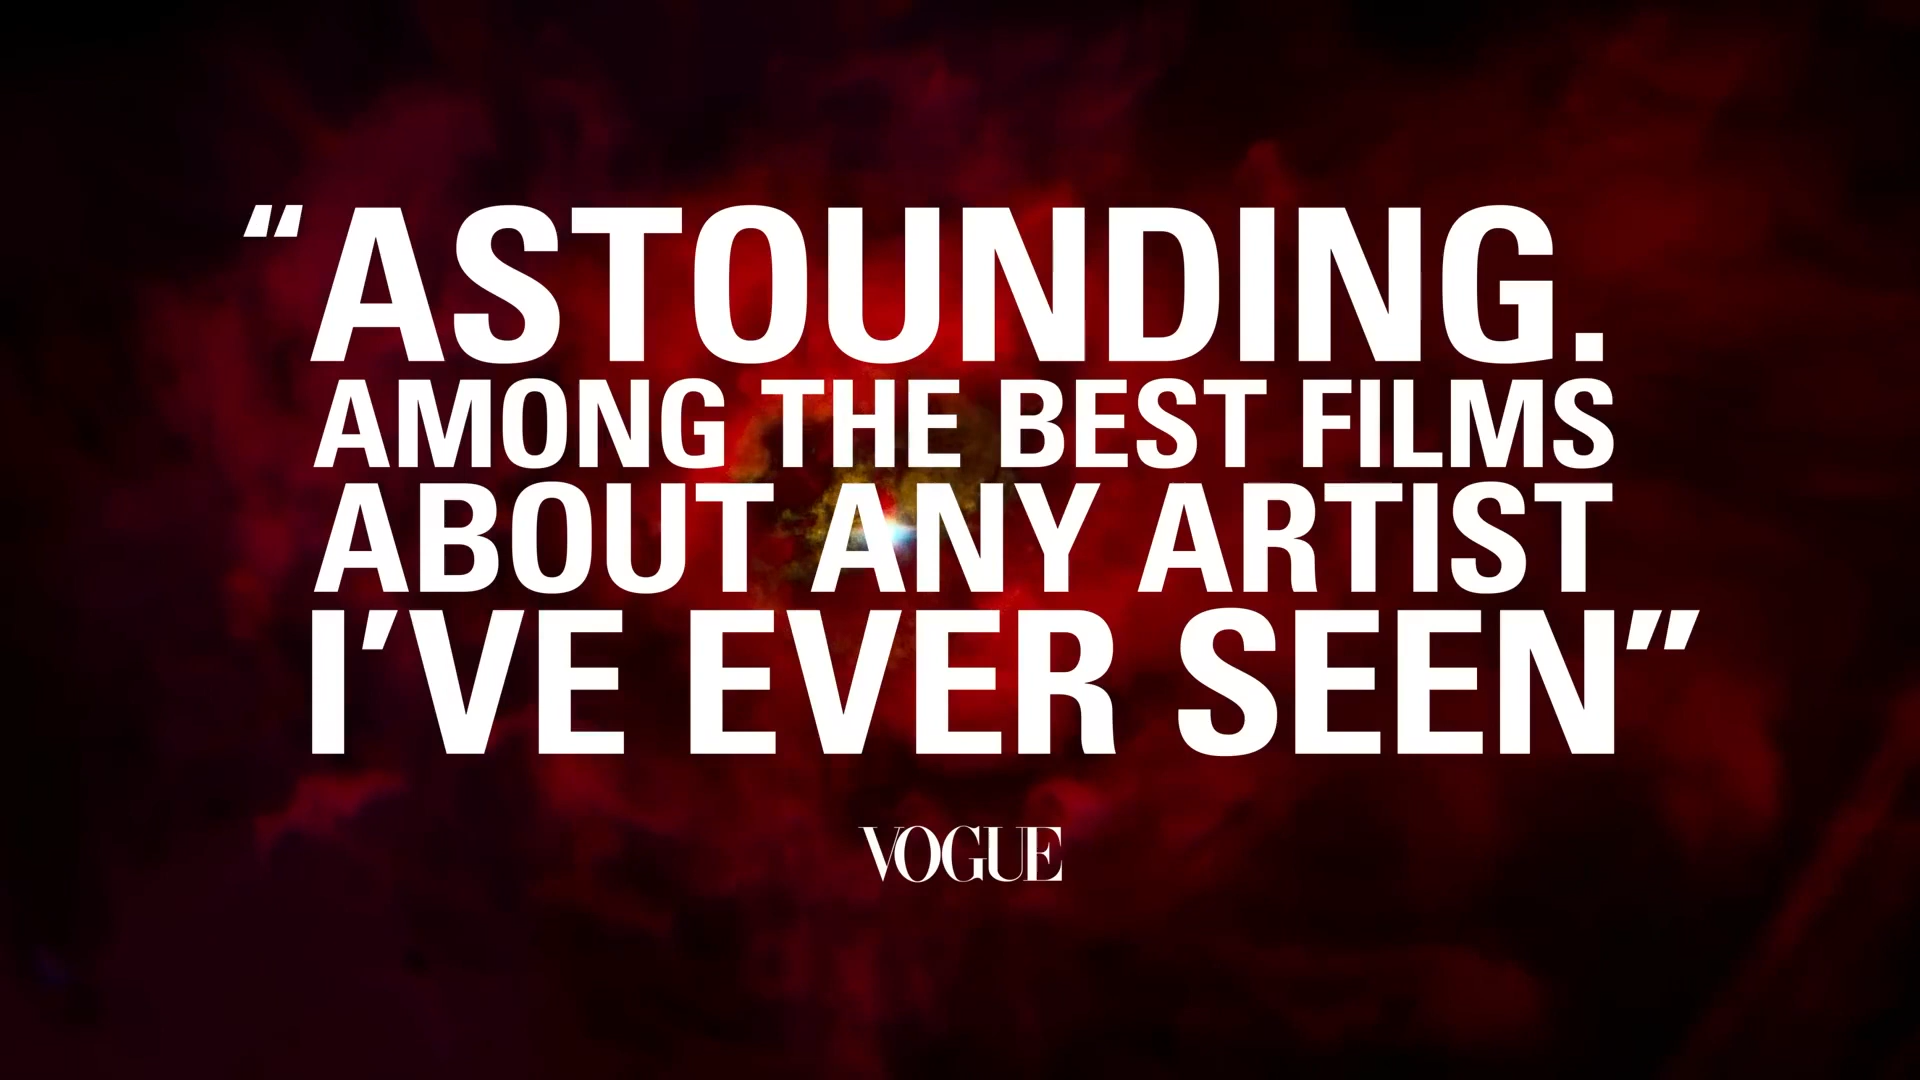 “ASTOUNDING.
AMONG THE BEST FILMS
ABOUT ANY ARTIST
I’VE EVER SEEN”
VOGUE